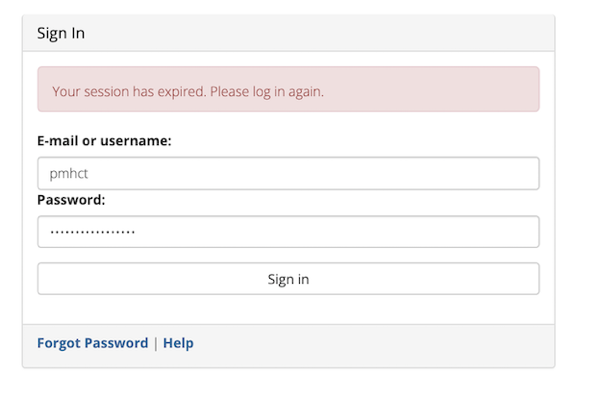 Sign In
Your session has expired. Please log in again.
E-mail or username:
pmhct
Password:
•••••••••••••••••
Sign in
Forgot Password | Help